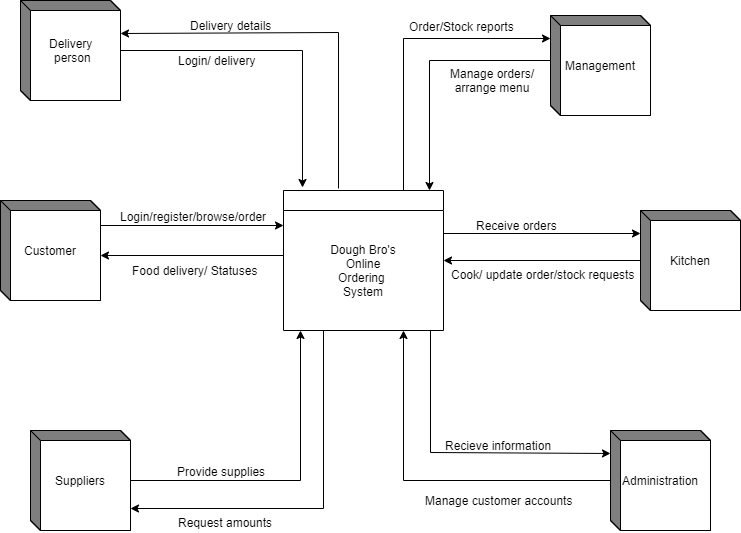 Delivery details
Order/Stock reports
Delivery
person
Login/ delivery
Management
Manage orders/
arrange menu
Login/register/browse/order
Receive orders
Customer
Dough Bro's
Online
Ordering
System
Kitchen
Food delivery/ Statuses
Cook/ update order/stock requests
Recieve information
Suppliers
Provide supplies
Administration
Manage customer accounts
Request amounts